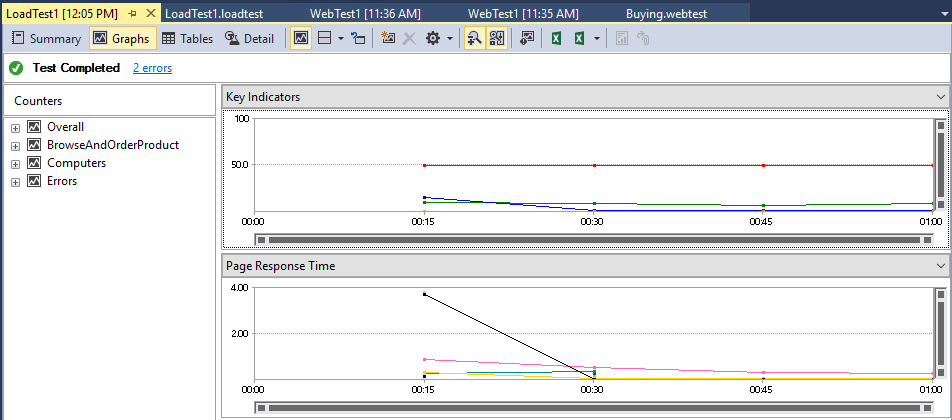 LoadTest1 [12:05 PM] LoadTest1.loadtest WebTest1 [11:36 AM] WebTest1 [11:35 AM] Buying.webtest
Summary Graphs Tables Detail
Test Completed 2 errors
Counters
Overall
BrowseAndOrderProduct
Computers
Errors
Key Indicators
100
50.0
00:00 00:15 00:30 00:45 01:00
Page Response Time
4.00
2.00
00:00 00:15 00:30 00:45 01:00